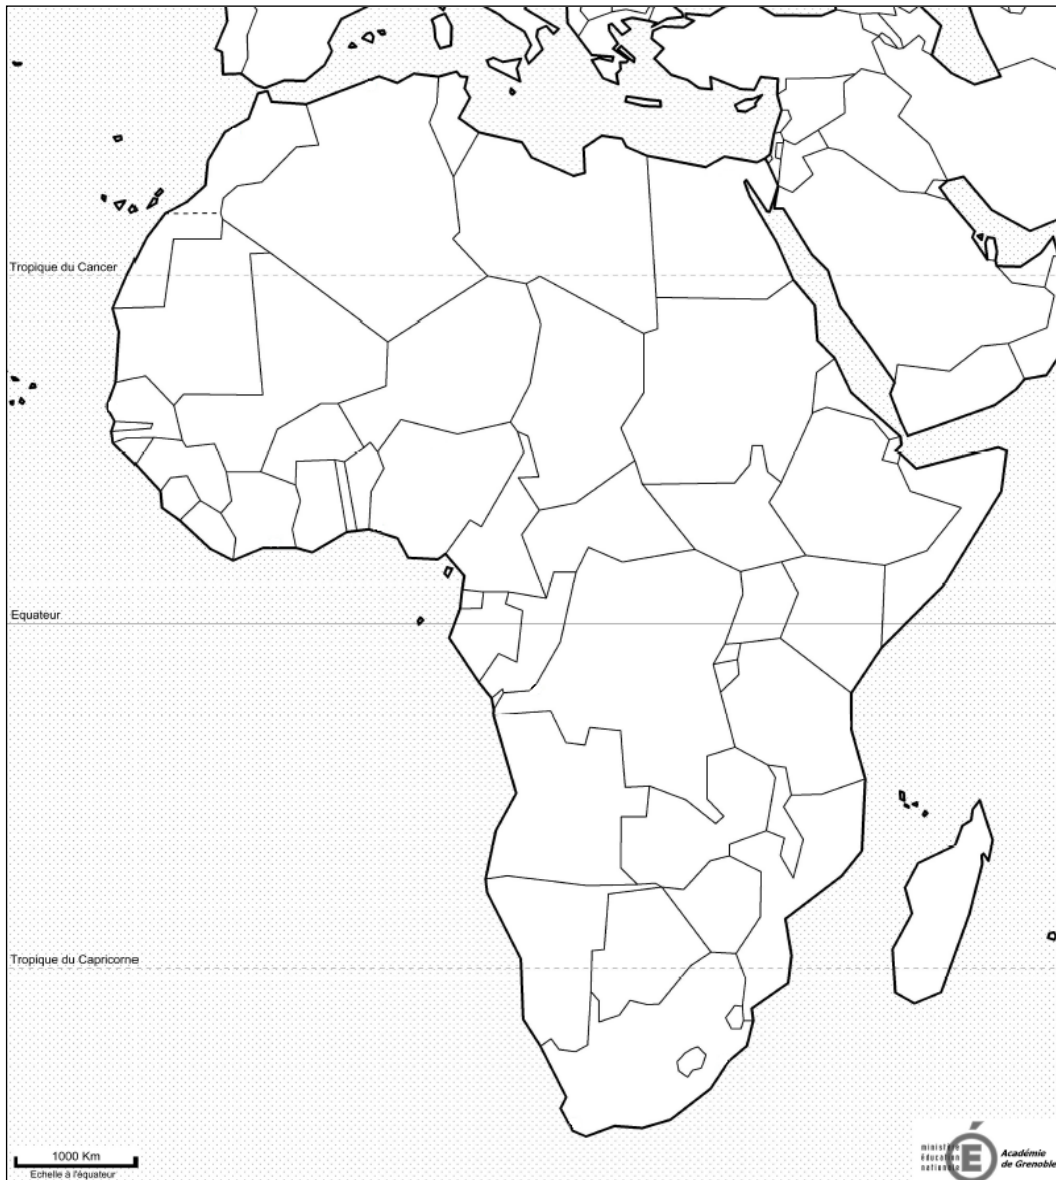 Tropique du Cancer
Equateur
Tropique du Capricorne
1000 Km
Echelle à l'équateur
ministère
éducation
nationale
É
Académie
de Grenoble